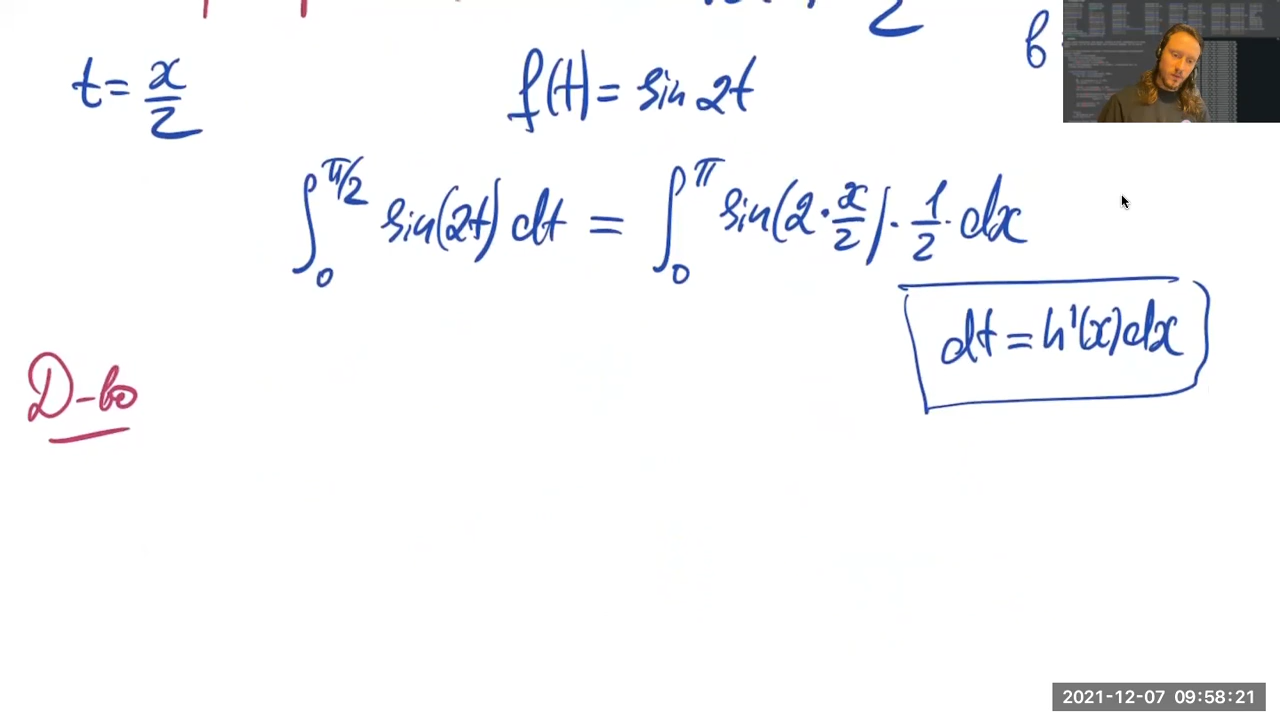 2
в
t = x/2
f(t) = sin 2t
∫₀^{π/2} sin(2t) dt = ∫₀^π sin(2·x/2)·1/2·dx
dt = h'(x)dx
Д-во
2021-12-07 09:58:21